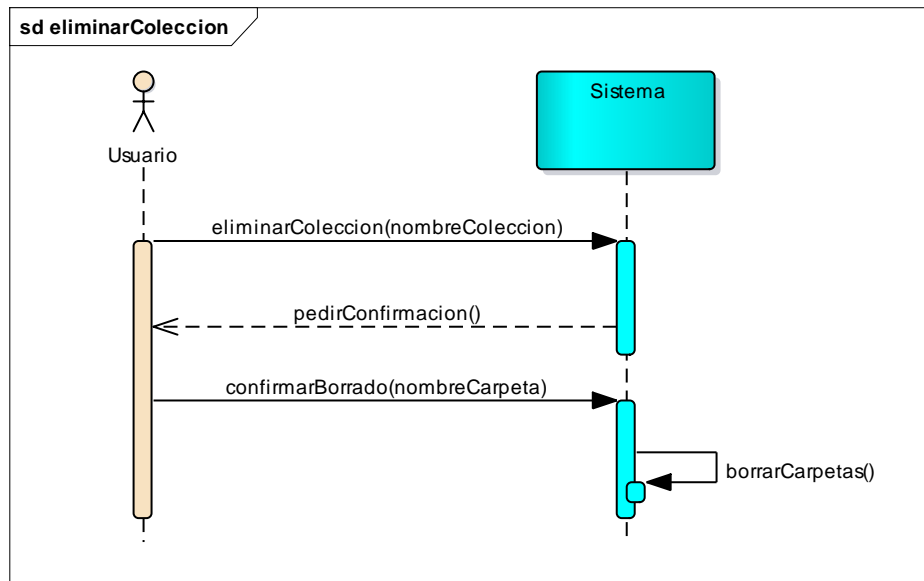 sd eliminarColeccion
Usuario
Sistema
eliminarColeccion(nombreColeccion)
pedirConfirmacion()
confirmarBorrado(nombreCarpeta)
borrarCarpetas()